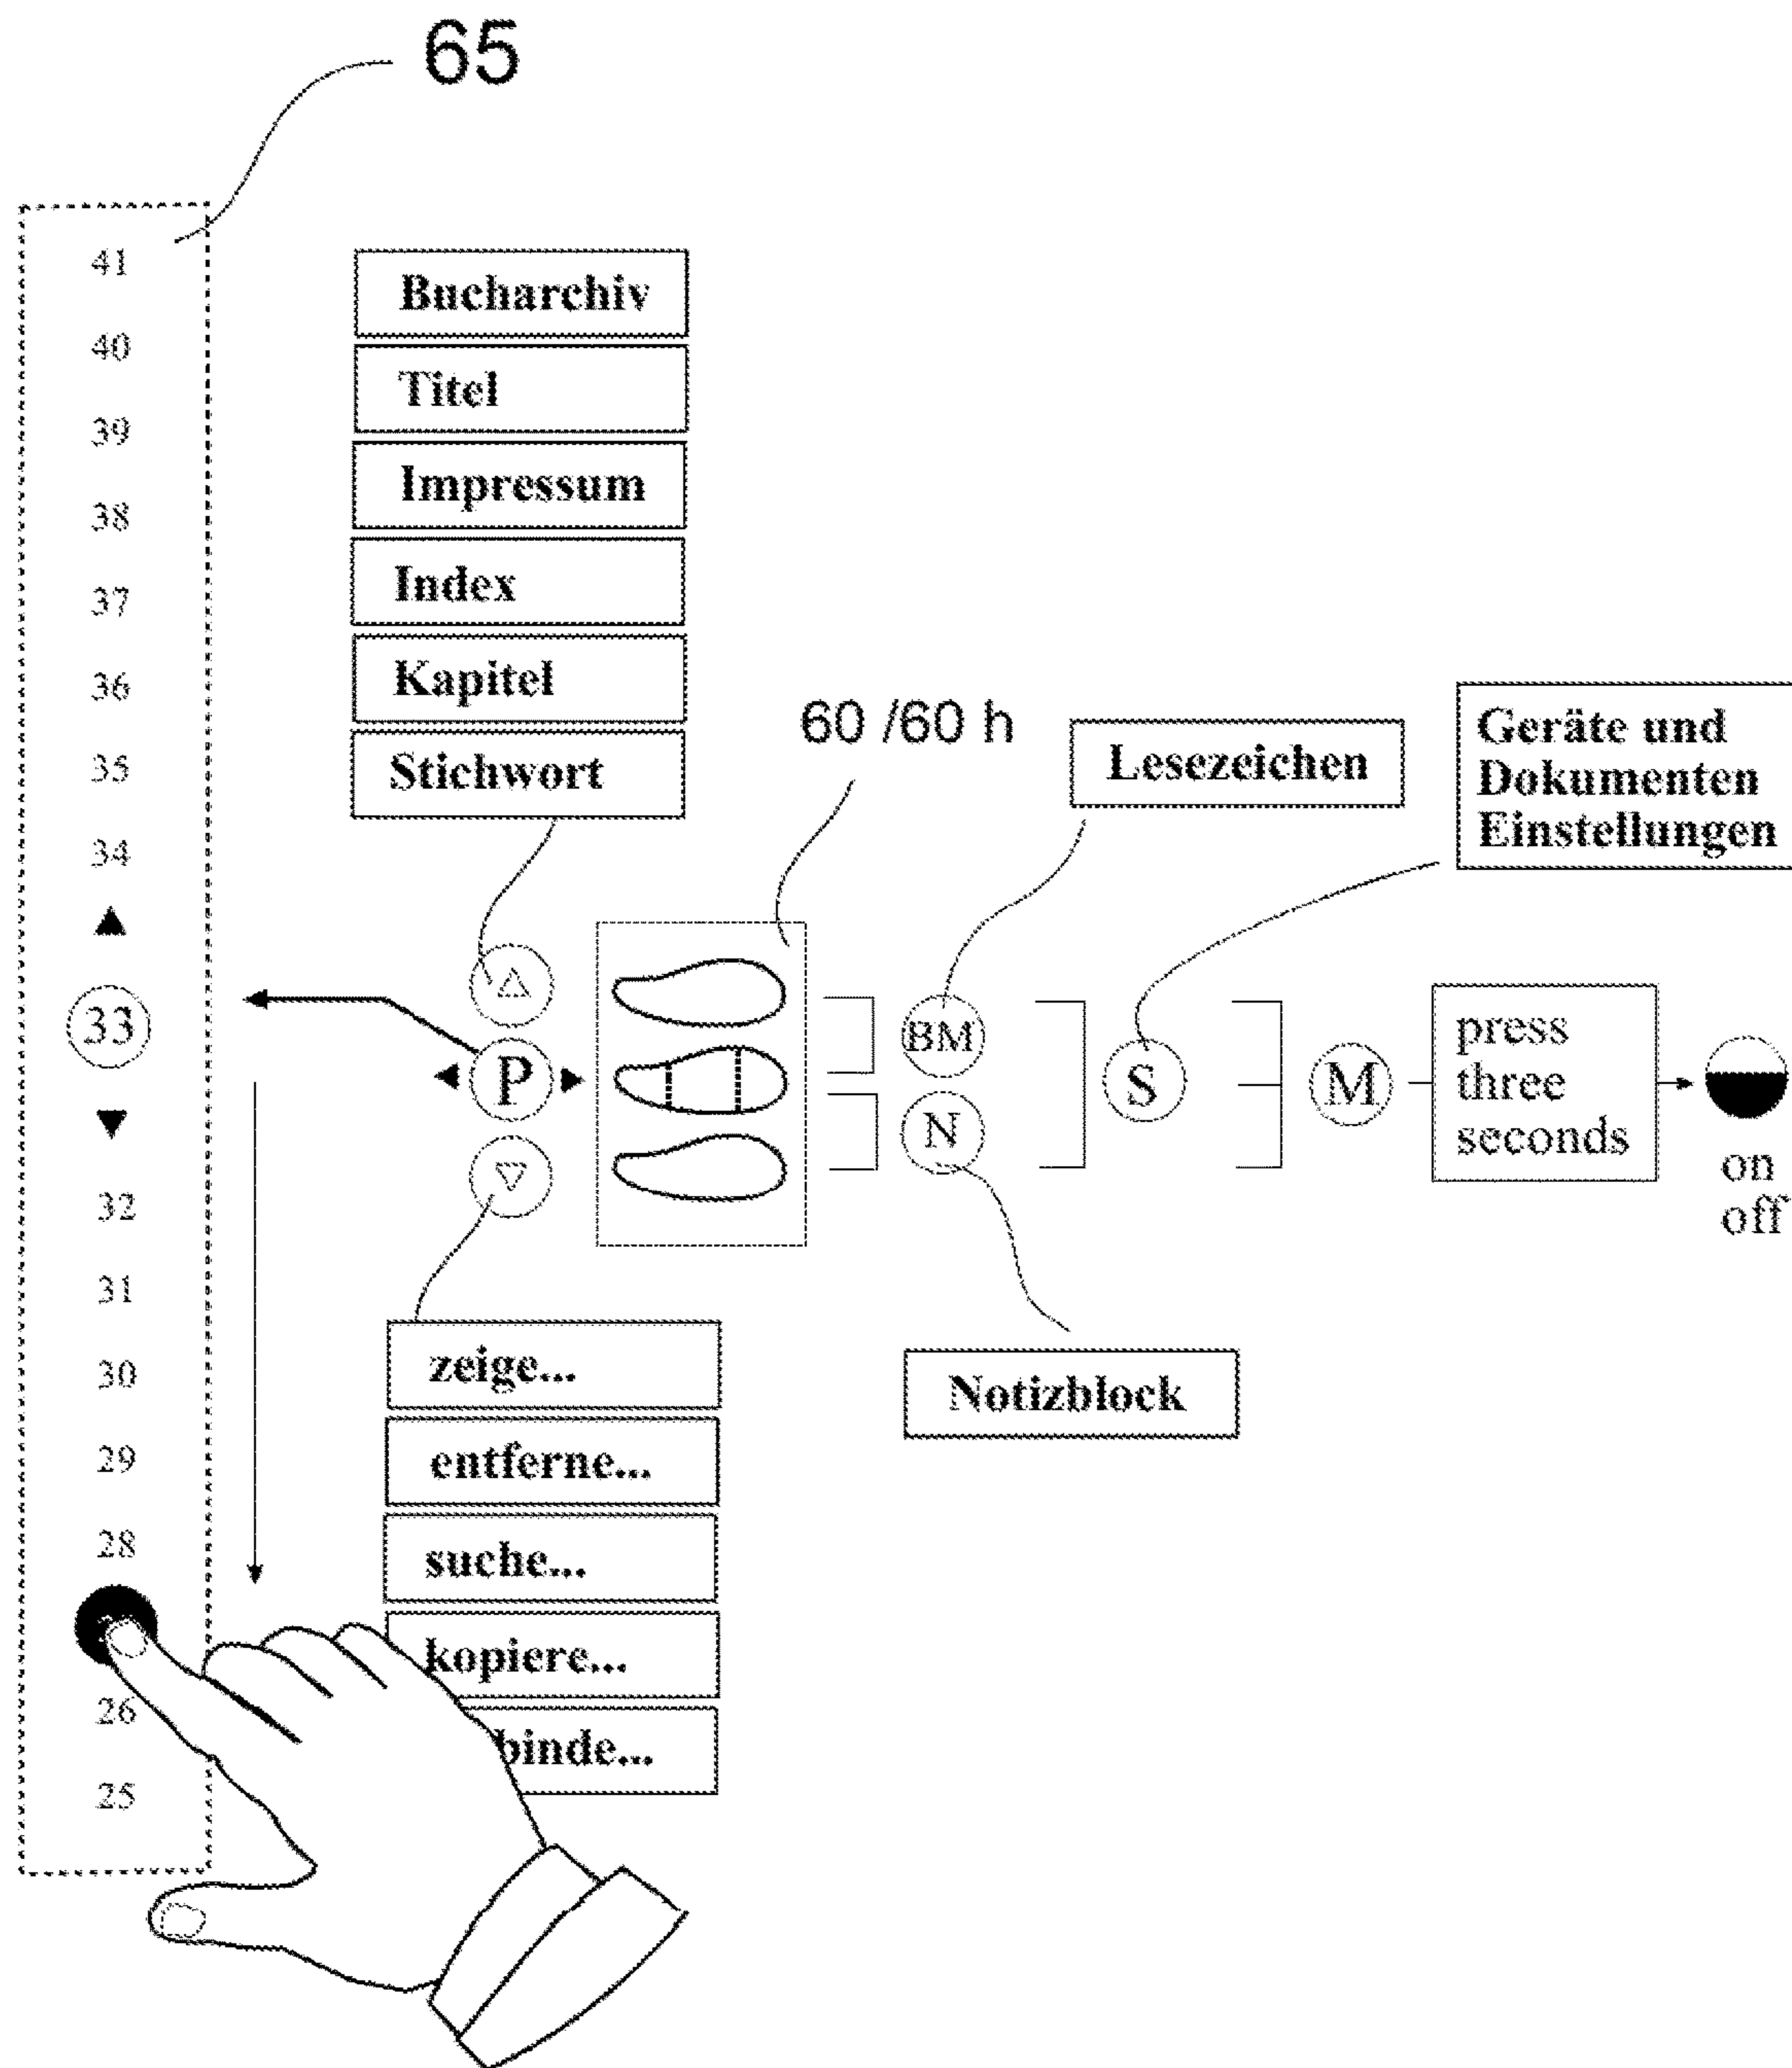 65
41
40
39
38
37
36
35
34
33
32
31
30
29
28
26
25
Bucharchiv
Titel
Impressum
Index
Kapitel
Stichwort
P
zeige...
entferne...
suche...
kopiere...
binde...
60 /60 h
Lesezeichen
BM
N
Notizblock
Geräte und
Dokumenten
Einstellungen
S
M
press
three
seconds
on
off